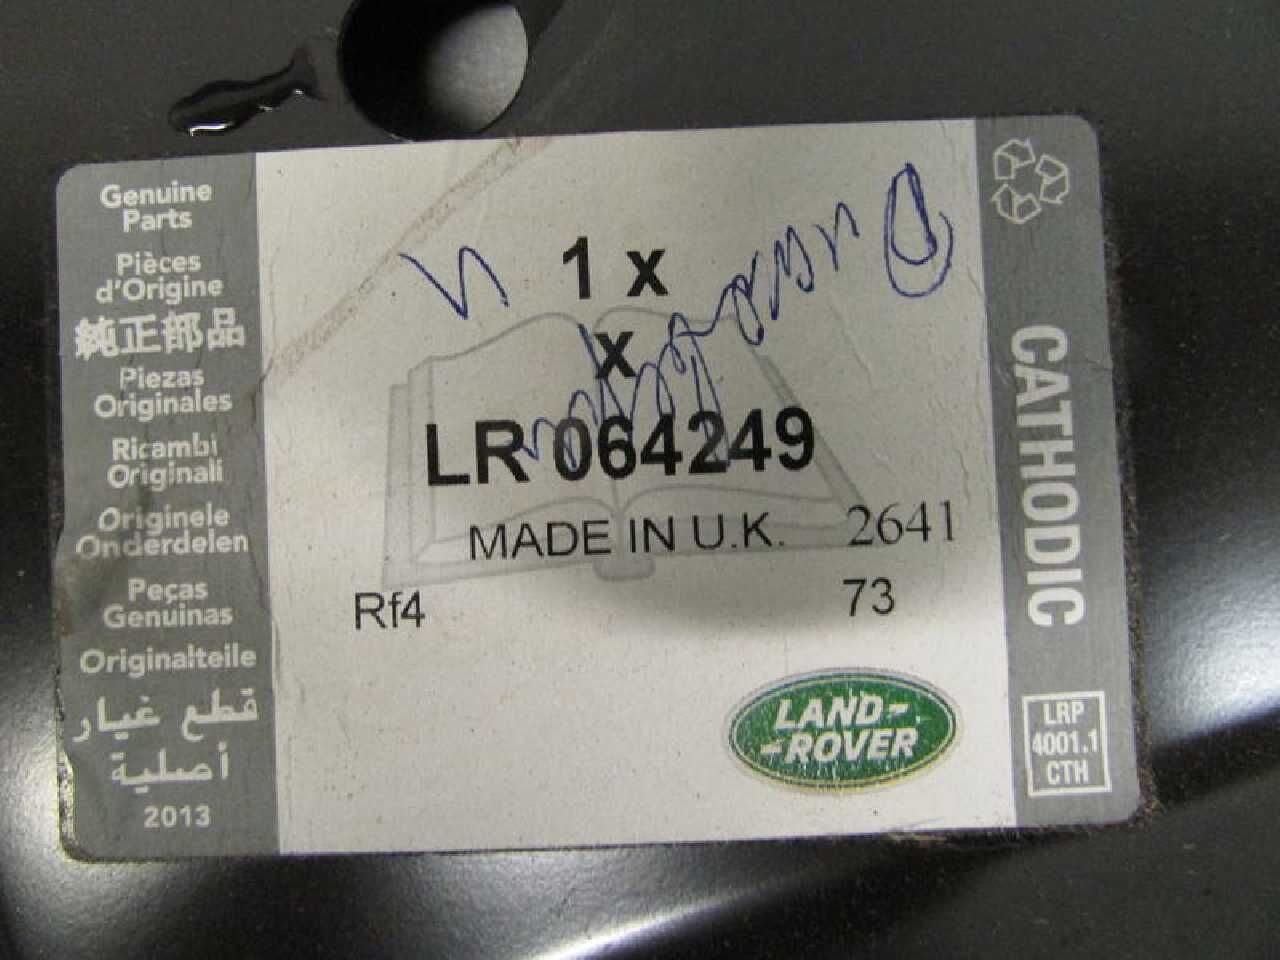 Genuine
Parts
Pièces
d'Origine
純正部品
Piezas
Originales
Ricambi
Originali
Originele
Onderdelen
Peças
Genuinas
Originalteile
قطع غيار
أصلية
2013
1 x
x
LR 064249
MADE IN U.K. 2641
Rf4 73
LAND-
-ROVER
CATHODIC
LRP
4001.1
CTH